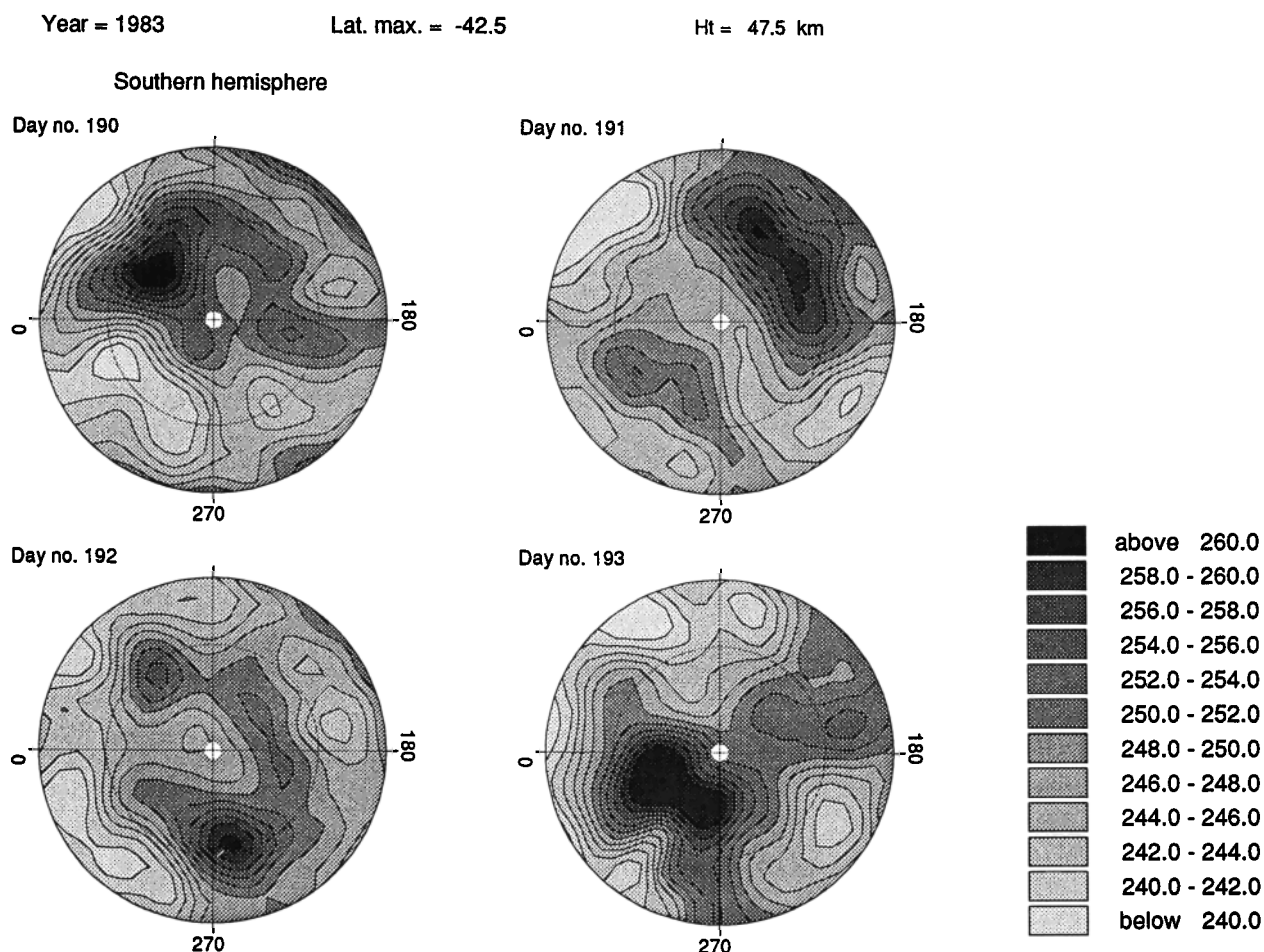 Year = 1983 Lat. max. = -42.5 Ht = 47.5 km
Southern hemisphere
Day no. 190 Day no. 191
0 180 0 180
270 270
Day no. 192 Day no. 193
0 180 0 180
270 270
above 260.0
258.0 - 260.0
256.0 - 258.0
254.0 - 256.0
252.0 - 254.0
250.0 - 252.0
248.0 - 250.0
246.0 - 248.0
244.0 - 246.0
242.0 - 244.0
240.0 - 242.0
below 240.0